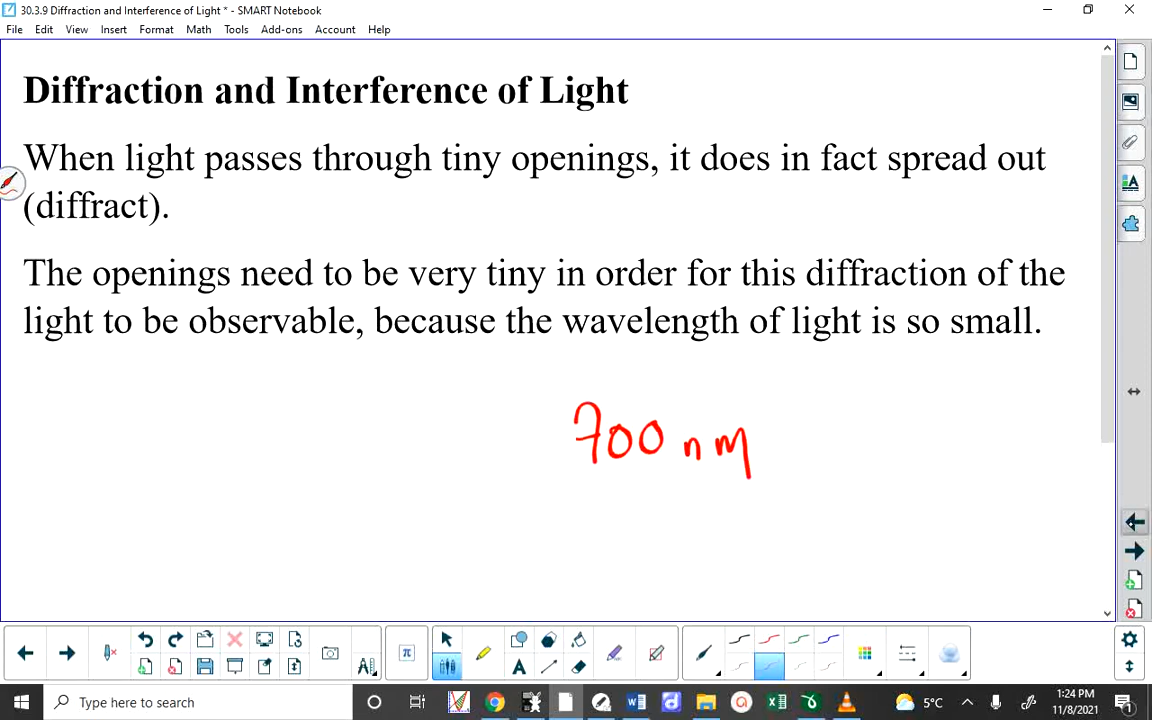 30.3.9 Diffraction and Interference of Light * - SMART Notebook
File Edit View Insert Format Math Tools Add-ons Account Help
Diffraction and Interference of Light
When light passes through tiny openings, it does in fact spread out
(diffract).
The openings need to be very tiny in order for this diffraction of the
light to be observable, because the wavelength of light is so small.
700 nm
Type here to search
5°C
1:24 PM
11/8/2021
1